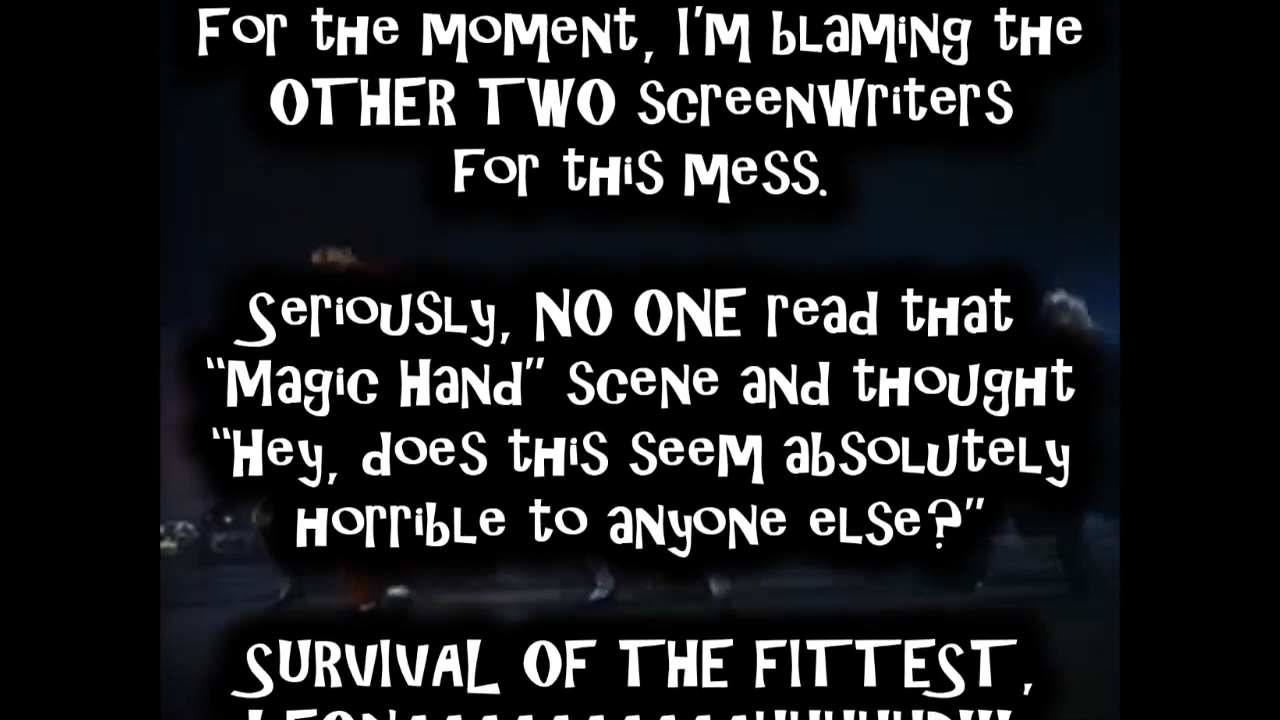 For the moment, I'm blaming the
OTHER TWO screenwriters
for this mess.
Seriously, NO ONE read that
“Magic Hand” scene and thought
“Hey, does this seem absolutely
horrible to anyone else?”
SURVIVAL OF THE FITTEST,